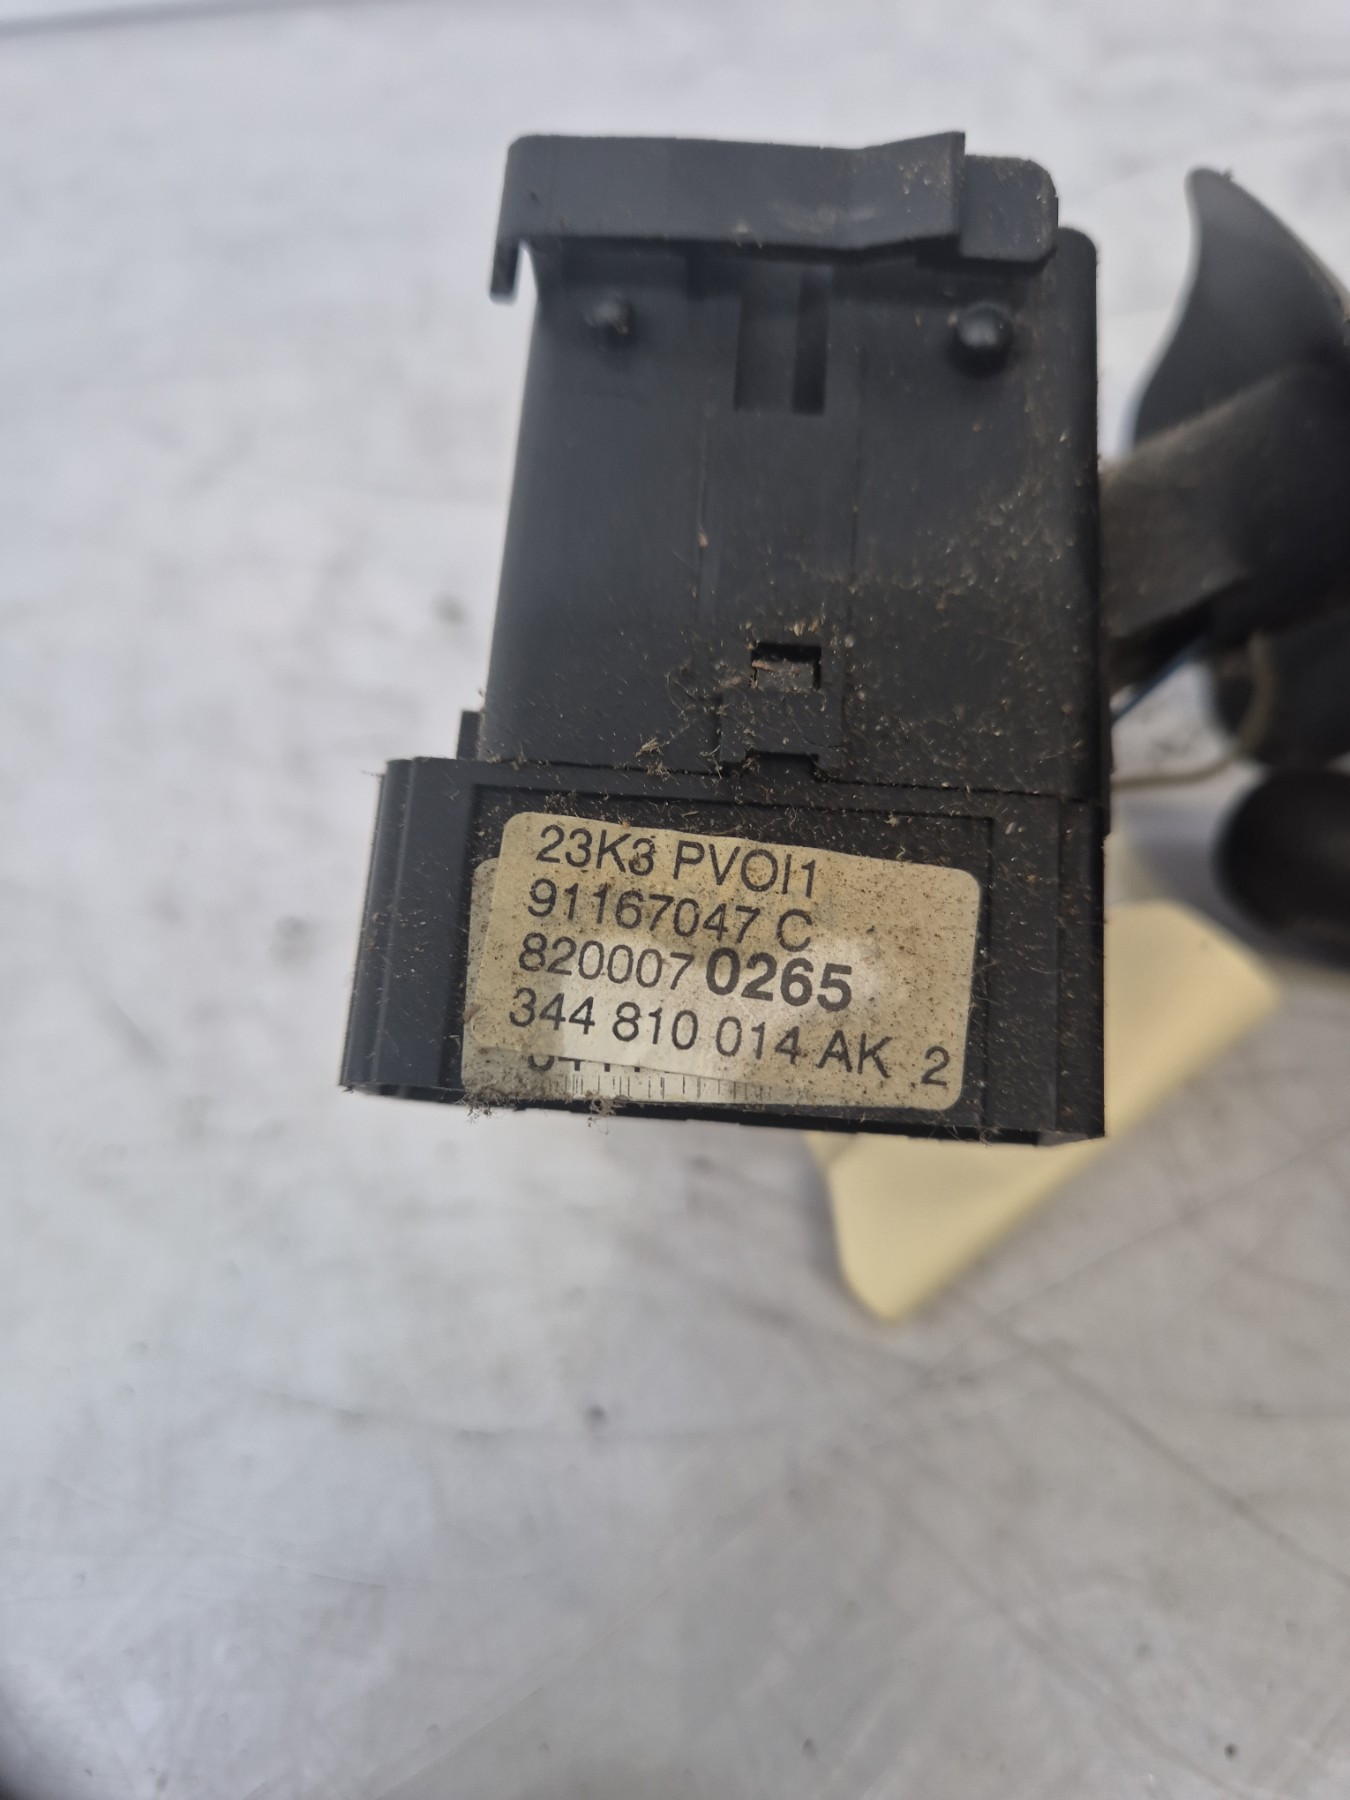 23K3 PVOI1
91167047 C
8200070265
344 810 014 AK 2